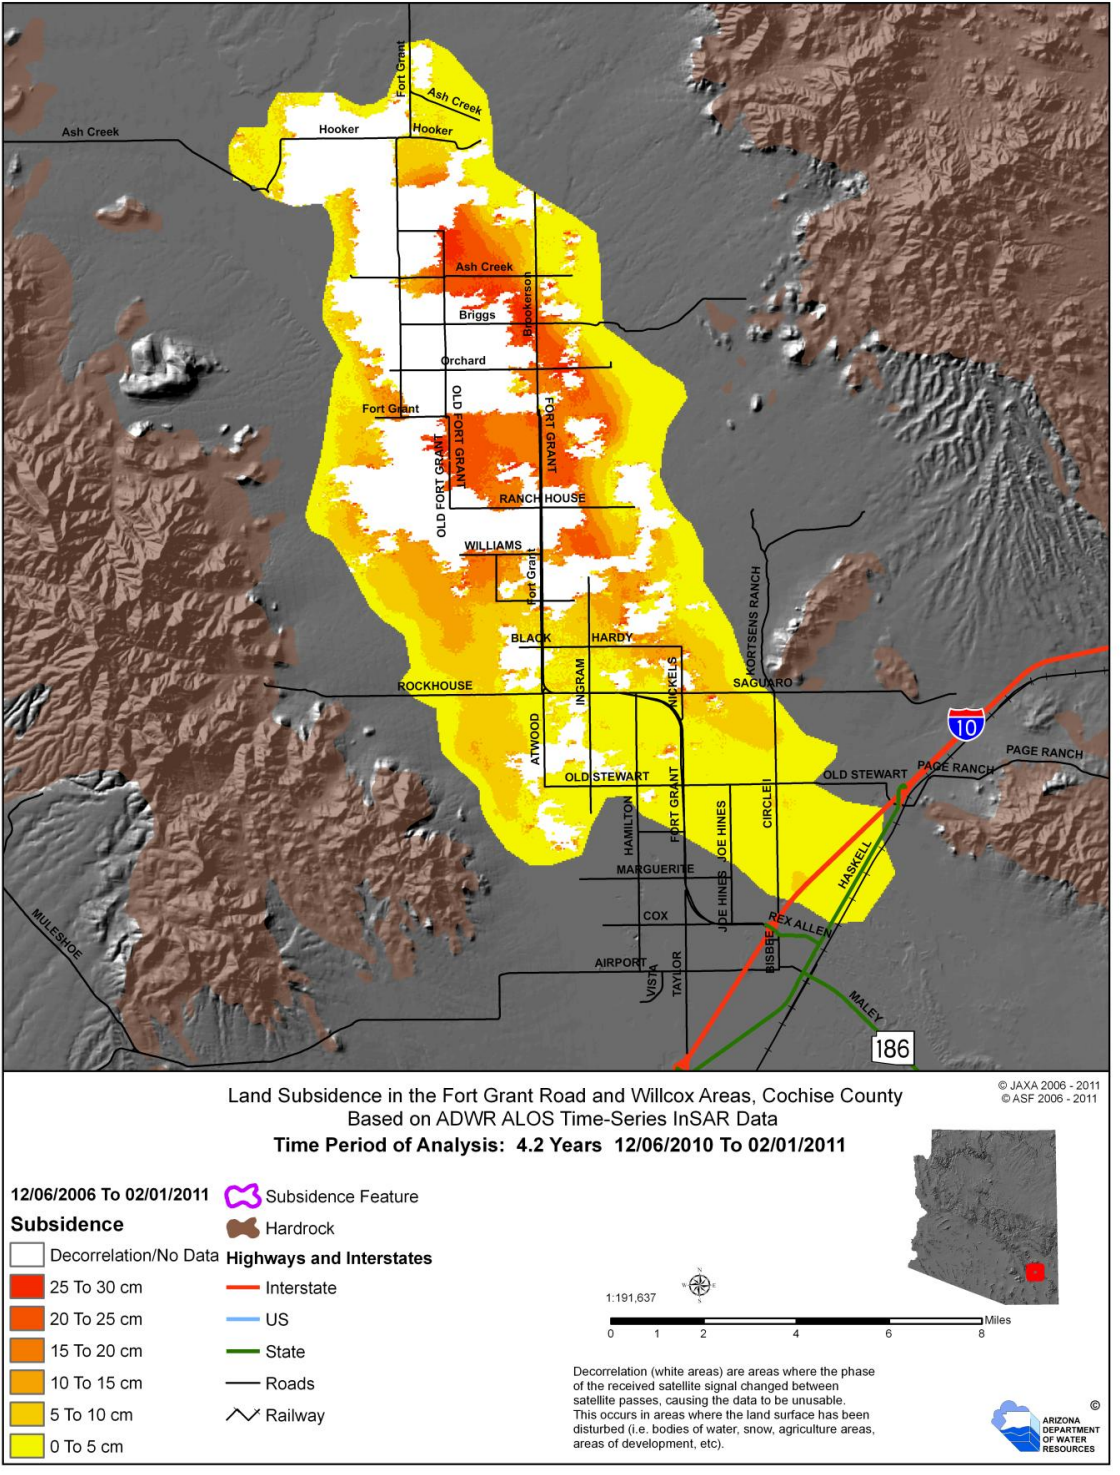 Fort Grant
Ash Creek
Ash Creek
Hooker
Hooker
Ash Creek
Brookerson
Briggs
Orchard
Fort Grant
OLD FORT GRANT
FORT GRANT
OLD FORT GRANT
RANCH HOUSE
WILLIAMS
Fort Grant
KORTSENS RANCH
BLACK
HARDY
INGRAM
NICKELS
ROCKHOUSE
SAGUARO
ATWOOD
10
PAGE RANCH
PAGE RANCH
OLD STEWART
OLD STEWART
FORT GRANT
HAMILTON
JOE HINES
CIRCLE I
HASKELL
MARGUERITE
JOE HINES
COX
REX ALLEN
BISBEE
MULESHOE
AIRPORT
VISTA
TAYLOR
MALEY
186
Land Subsidence in the Fort Grant Road and Willcox Areas, Cochise County
Based on ADWR ALOS Time-Series InSAR Data
Time Period of Analysis: 4.2 Years 12/06/2010 To 02/01/2011
© JAXA 2006 - 2011
© ASF 2006 - 2011
12/06/2006 To 02/01/2011
Subsidence
Decorrelation/No Data
25 To 30 cm
20 To 25 cm
15 To 20 cm
10 To 15 cm
5 To 10 cm
0 To 5 cm
Subsidence Feature
Hardrock
Highways and Interstates
Interstate
US
State
Roads
Railway
N
W
E
S
1:191,637
Miles
0 1 2 4 6 8
Decorrelation (white areas) are areas where the phase
of the received satellite signal changed between
satellite passes, causing the data to be unusable.
This occurs in areas where the land surface has been
disturbed (i.e. bodies of water, snow, agriculture areas,
areas of development, etc).
©
ARIZONA
DEPARTMENT
OF WATER
RESOURCES